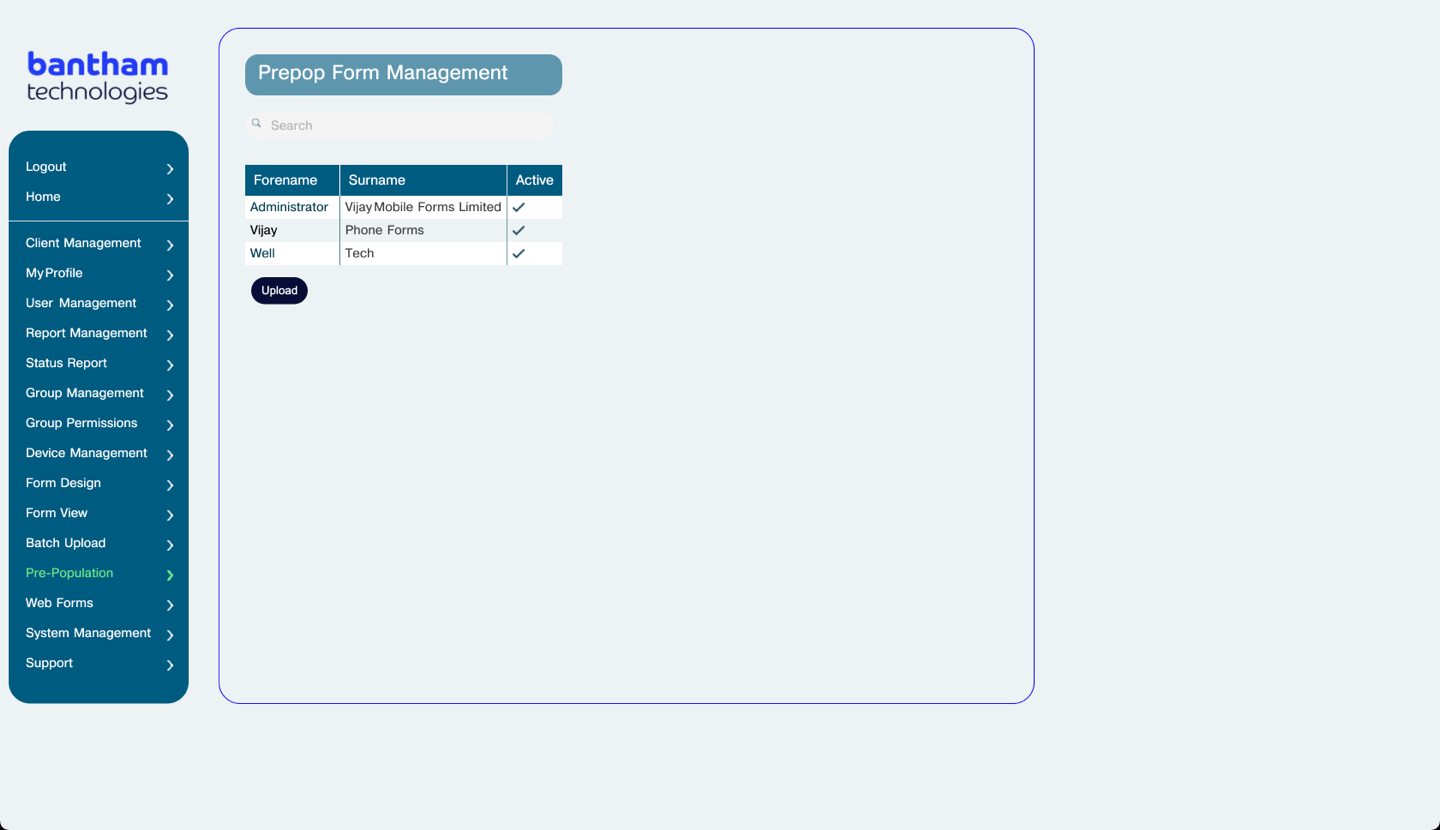 bantham
technologies
Logout
Home
Client Management
My Profile
User Management
Report Management
Status Report
Group Management
Group Permissions
Device Management
Form Design
Form View
Batch Upload
Pre-Population
Web Forms
System Management
Support
Prepop Form Management
Search
Forename Surname Active
Administrator Vijay Mobile Forms Limited
Vijay Phone Forms
Well Tech
Upload